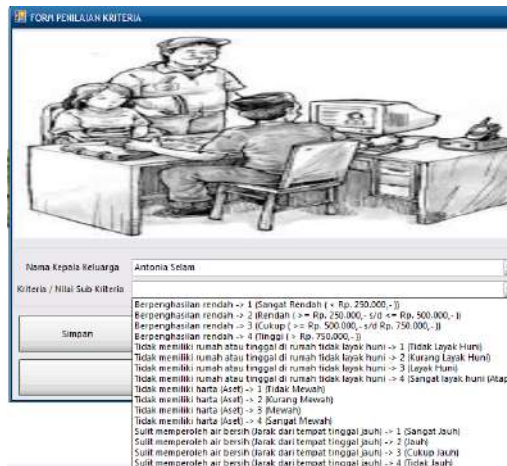 FORM PENILAIAN KRITERIA
Nama Kepala Keluarga
Antonia Selam
Kriteria / Nilai Sub Kriteria
Simpan
Berpenghasilan rendah -> 1 (Sangat Rendah ( < Rp. 250.000,- ))
Berpenghasilan rendah -> 2 (Rendah ( >= Rp. 250.000,- s/d <= Rp. 500.000,- ))
Berpenghasilan rendah -> 3 (Cukup ( >= Rp. 500.000,- s/d Rp. 750.000,- ))
Berpenghasilan rendah -> 4 (Tinggi ( > Rp. 750.000,- ))
Tidak memiliki rumah atau tinggal di rumah tidak layak huni -> 1 (Tidak Layak Huni)
Tidak memiliki rumah atau tinggal di rumah tidak layak huni -> 2 (Kurang Layak Huni)
Tidak memiliki rumah atau tinggal di rumah tidak layak huni -> 3 (Layak Huni)
Tidak memiliki rumah atau tinggal di rumah tidak layak huni -> 4 (Sangat layak huni (Atap
Tidak memiliki harta (Aset) -> 1 (Tidak Mewah)
Tidak memiliki harta (Aset) -> 2 (Kurang Mewah)
Tidak memiliki harta (Aset) -> 3 (Mewah)
Tidak memiliki harta (Aset) -> 4 (Sangat Mewah)
Sulit memperoleh air bersih (Jarak dari tempat tinggal jauh) -> 1 (Sangat Jauh)
Sulit memperoleh air bersih (Jarak dari tempat tinggal jauh) -> 2 (Jauh)
Sulit memperoleh air bersih (Jarak dari tempat tinggal jauh) -> 3 (Cukup Jauh)
Sulit memperoleh air bersih (Jarak dari tempat tinggal jauh) -> 4 (Tidak Jauh)